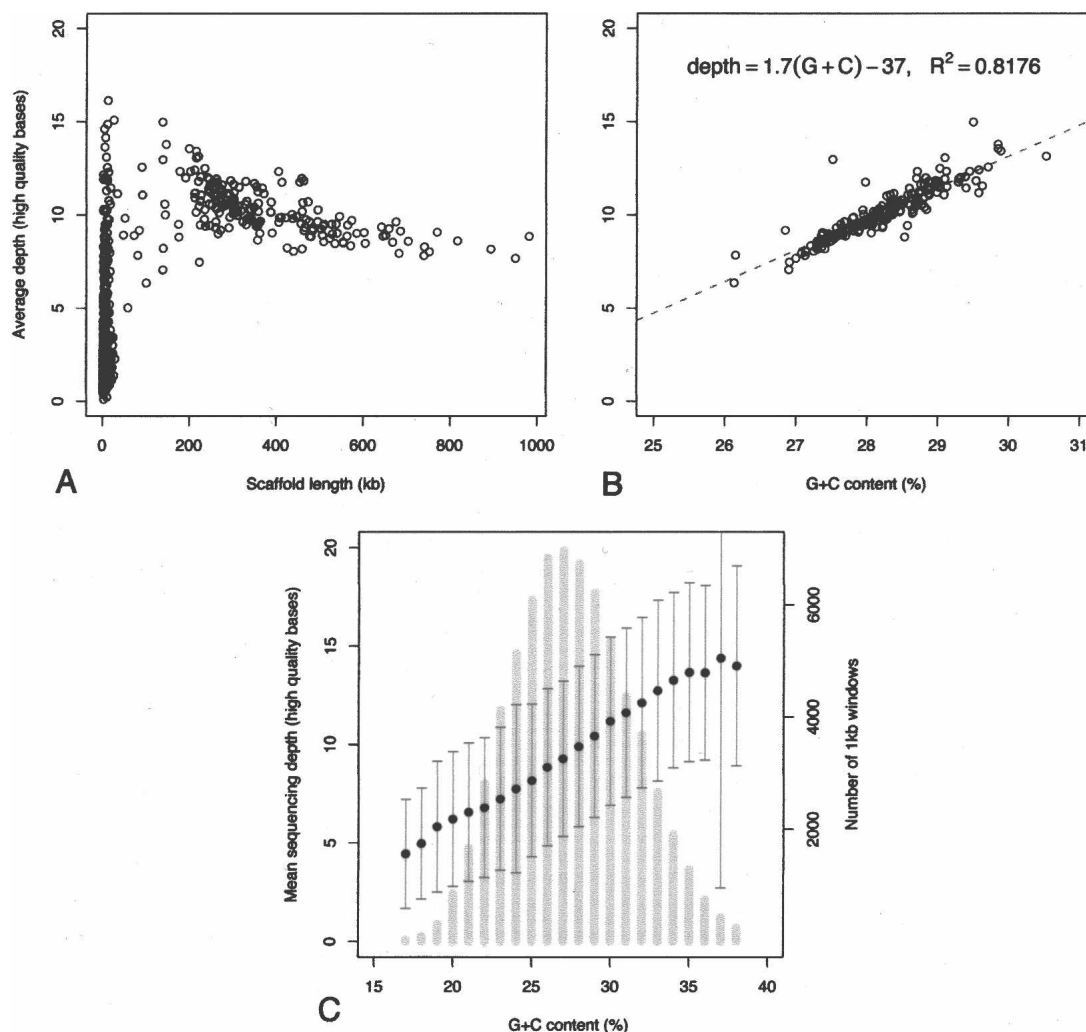 Average depth (high quality bases)
20
15
10
5
0
0 200 400 600 800 1000
A Scaffold length (kb)
depth = 1.7(G + C) − 37, R² = 0.8176
20
15
10
5
0
25 26 27 28 29 30 31
B G+C content (%)
Mean sequencing depth (high quality bases)
20
15
10
5
0
6000
4000
2000
Number of 1kb windows
15 20 25 30 35 40
C G+C content (%)